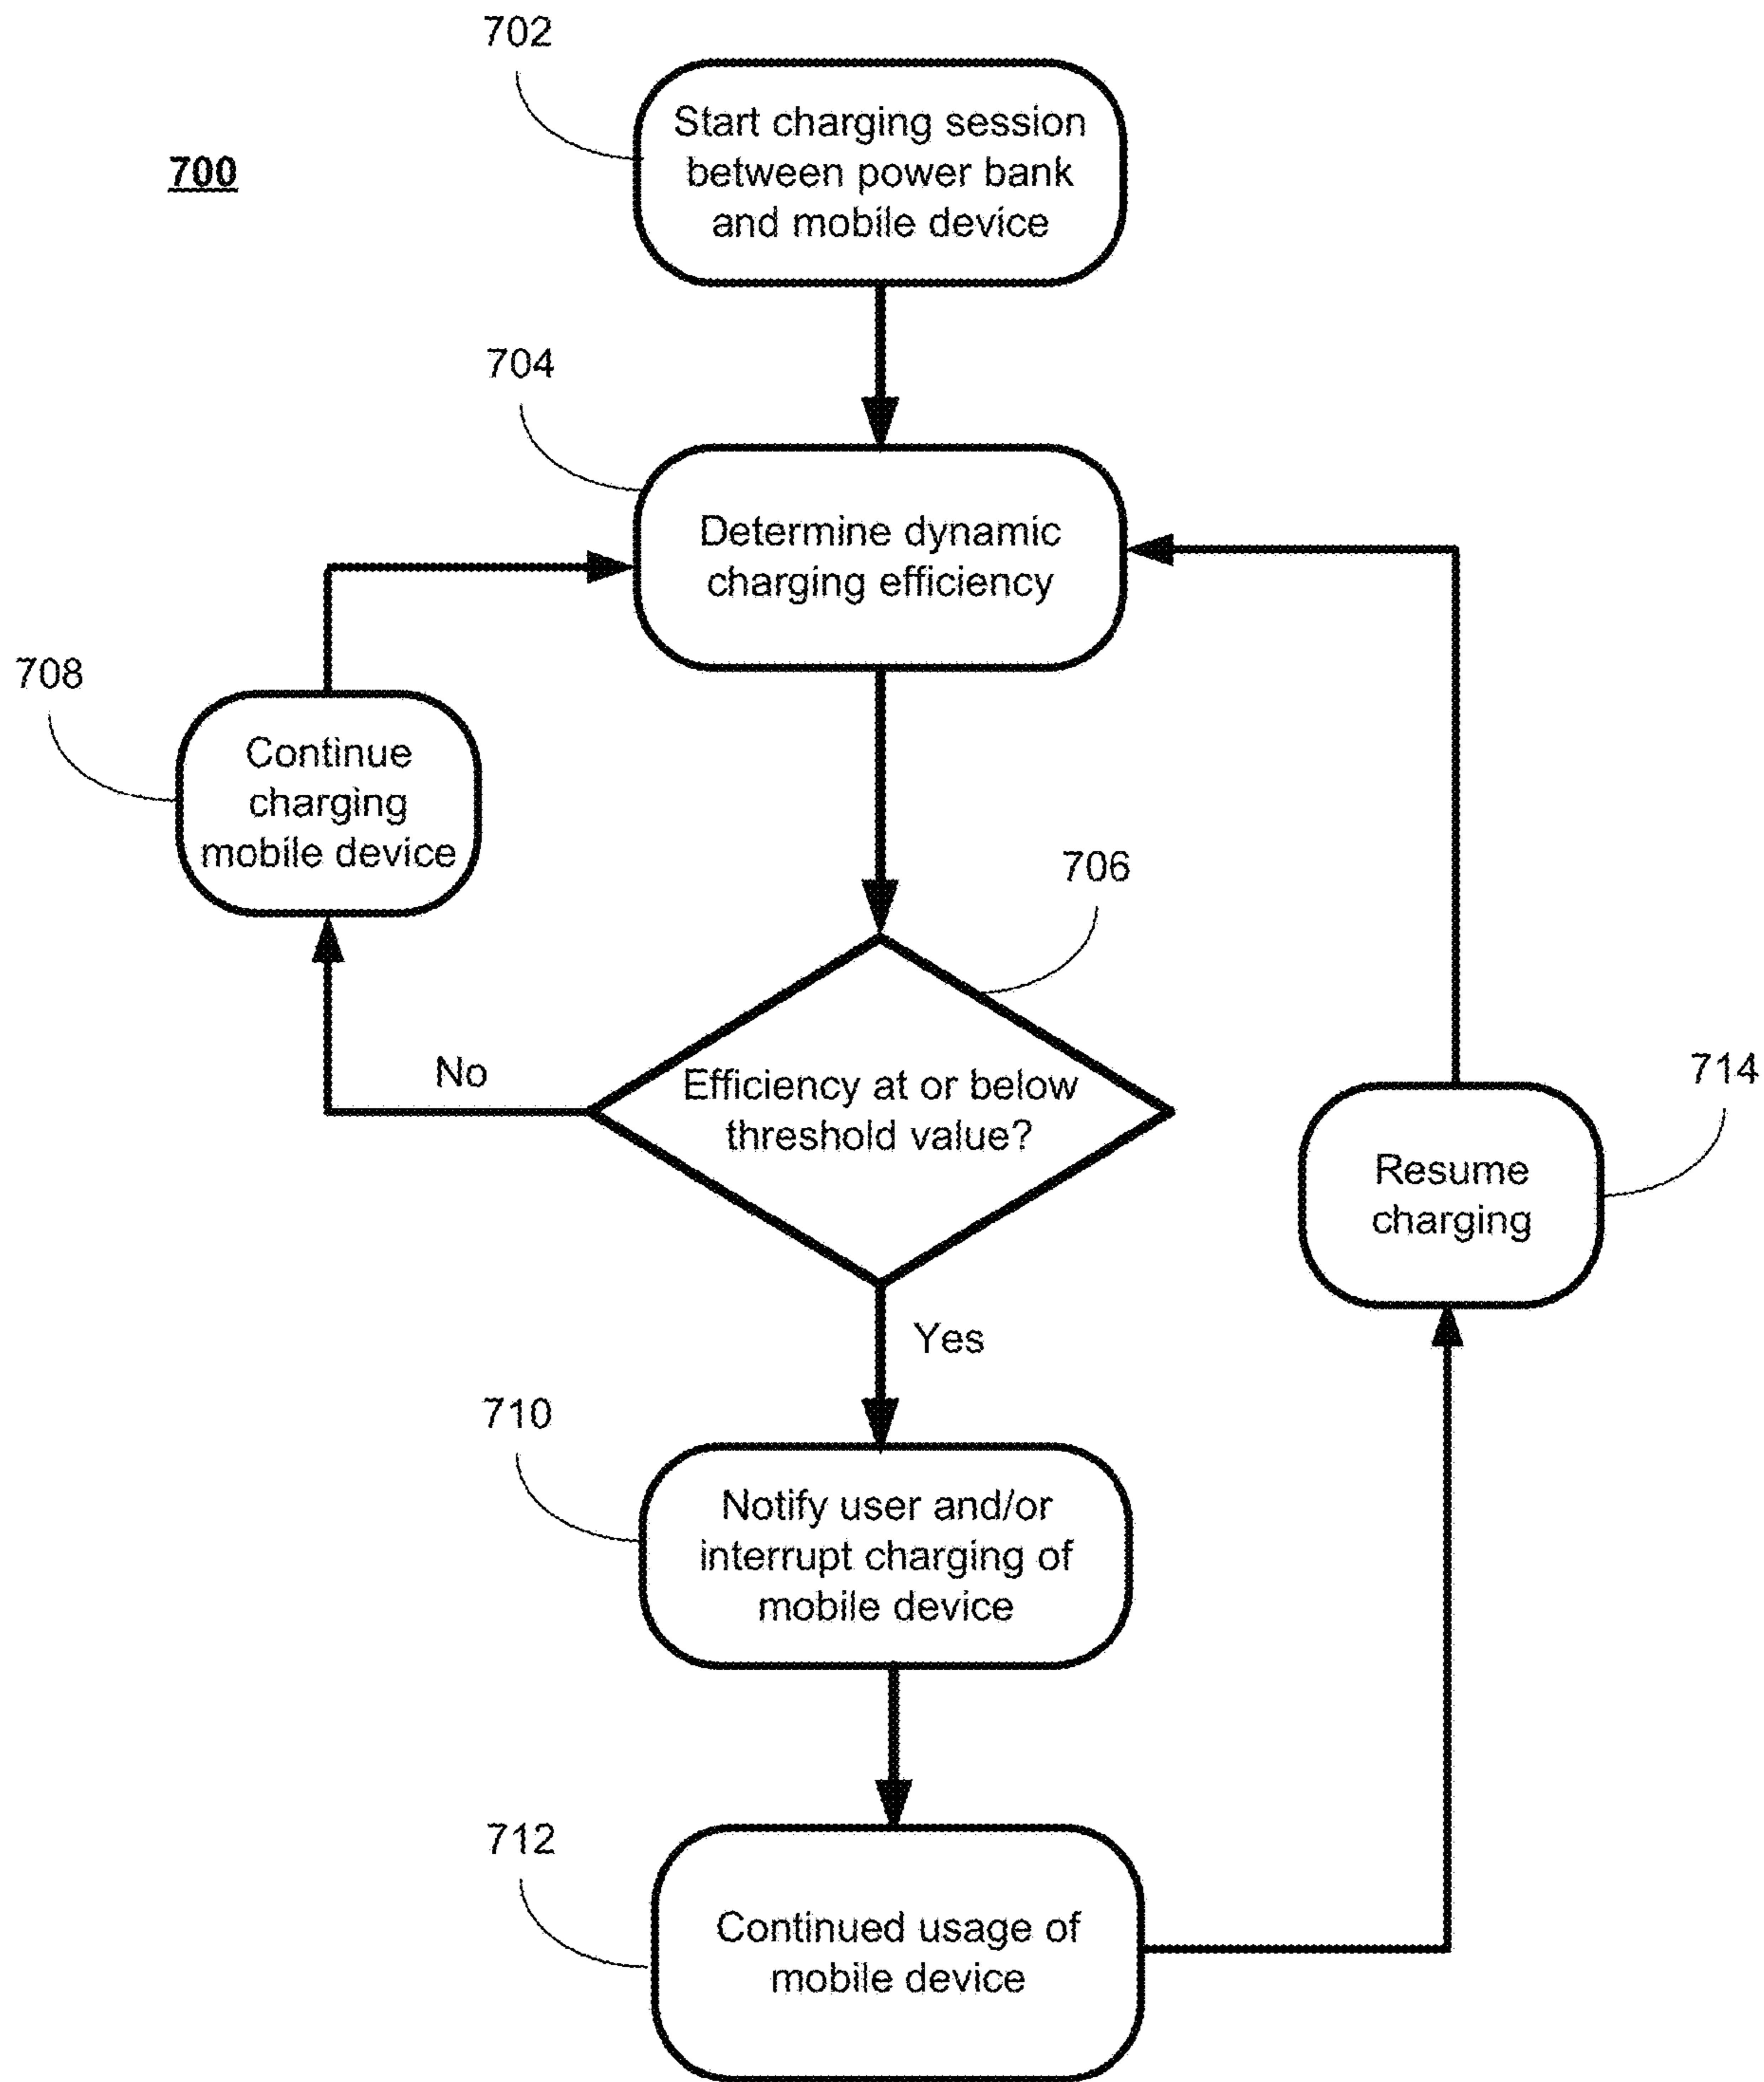 702
Start charging session
between power bank
and mobile device
700
704
Determine dynamic
charging efficiency
708
Continue
charging
mobile device
706
Efficiency at or below
threshold value?
No
Yes
714
Resume
charging
710
Notify user and/or
interrupt charging of
mobile device
712
Continued usage of
mobile device